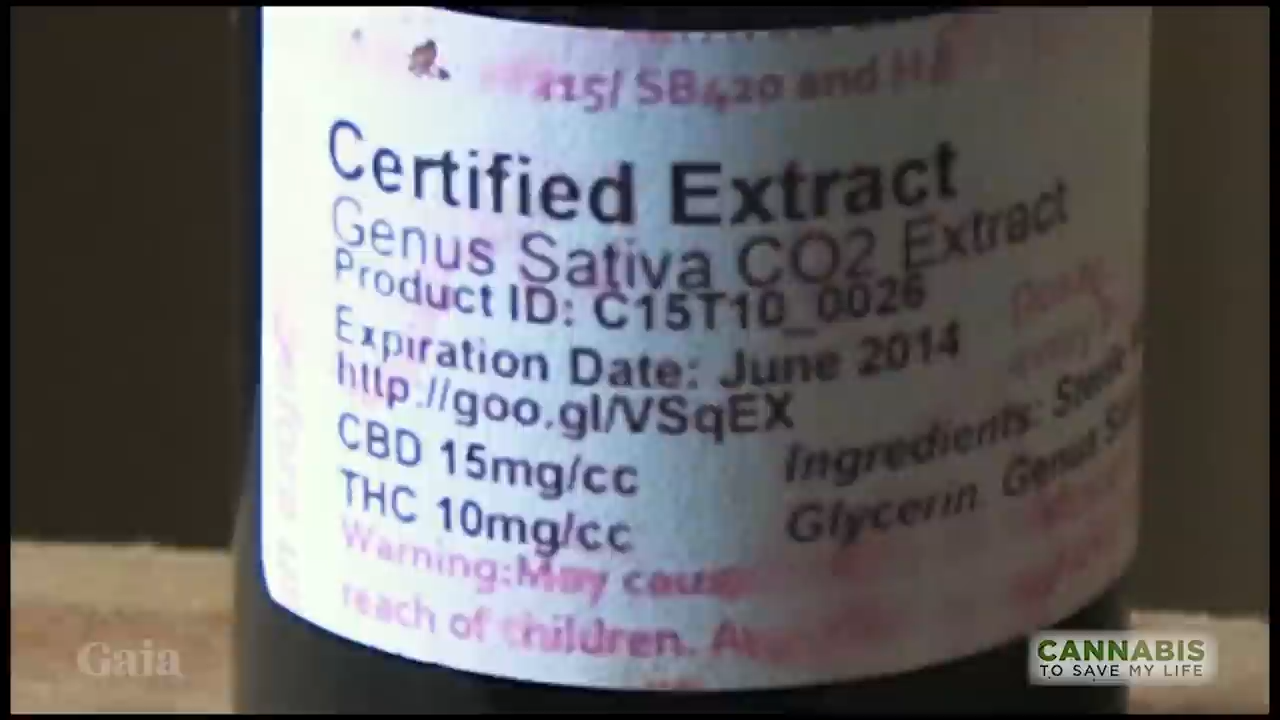 215/ SB420 and
Certified Extract
Genus Sativa CO2 Extract
Product ID: C15T10_0026
Expiration Date: June 2014
http://goo.gl/VSqEX
CBD 15mg/cc
THC 10mg/cc
Ingredients:
Glycerin. Genus
Warning:May
reach of children.
Gaia
CANNABIS
TO SAVE MY LIFE